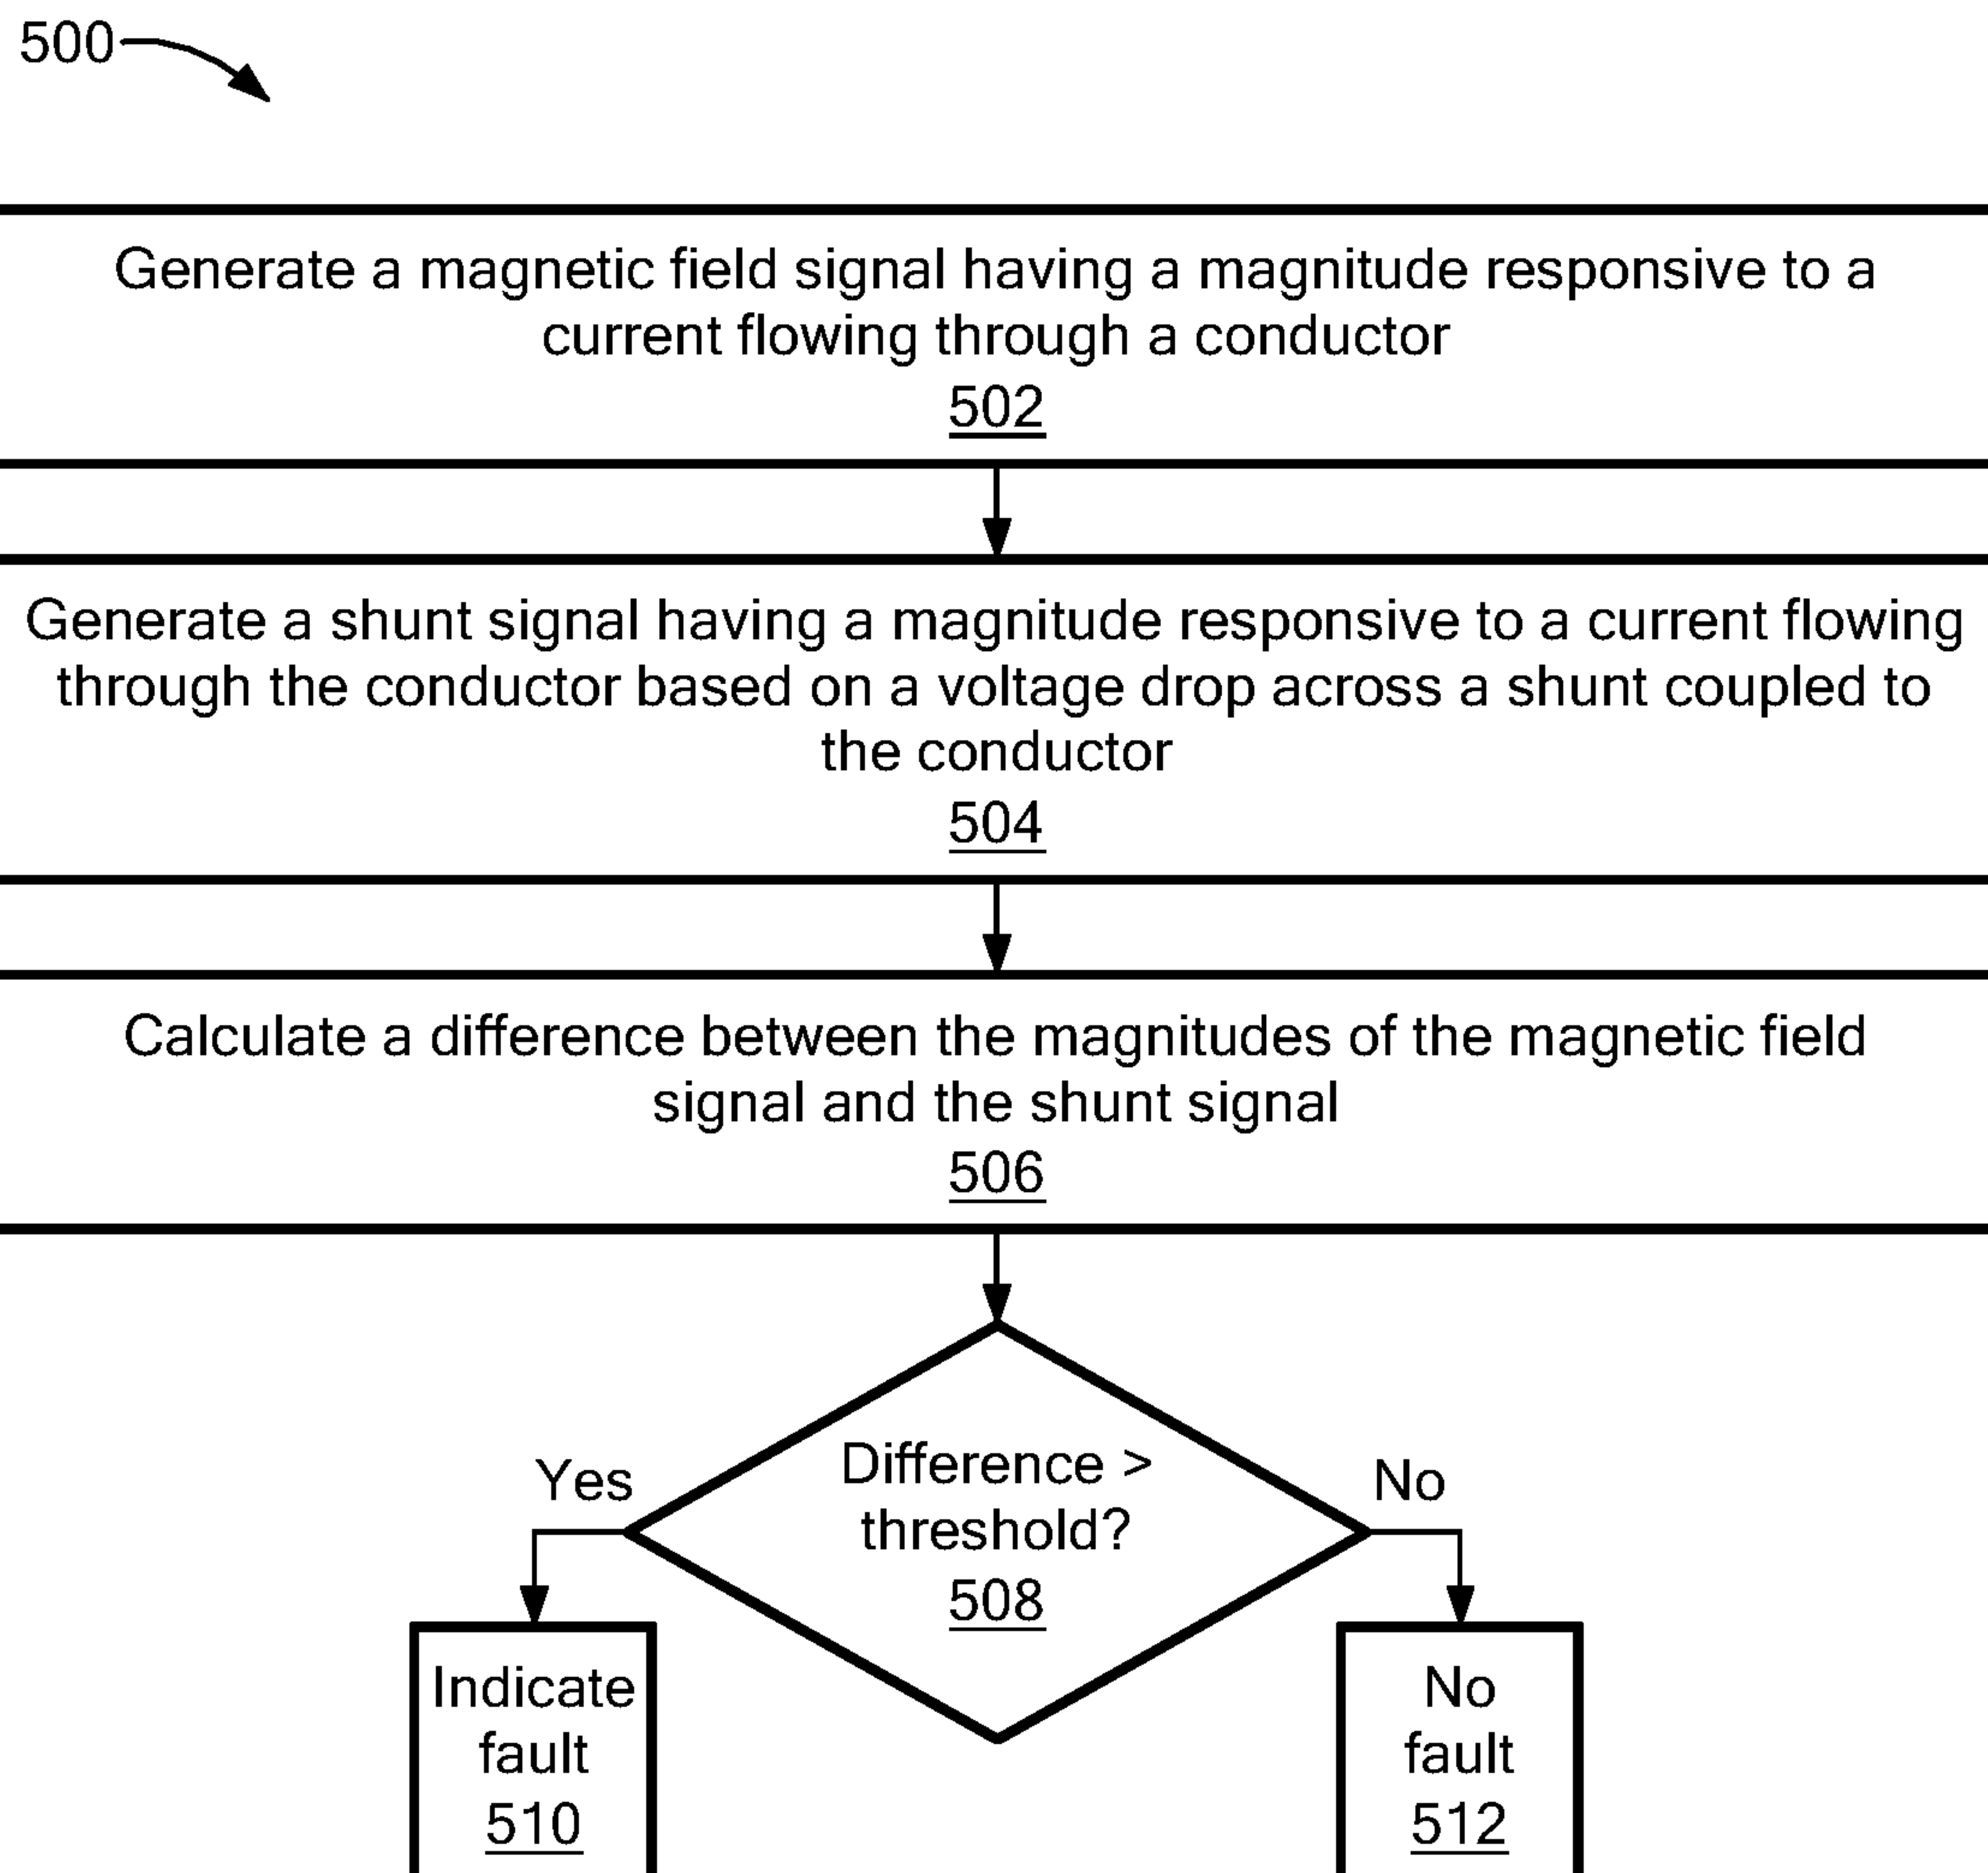 500
Generate a magnetic field signal having a magnitude responsive to a
current flowing through a conductor
502
Generate a shunt signal having a magnitude responsive to a current flowing
through the conductor based on a voltage drop across a shunt coupled to
the conductor
504
Calculate a difference between the magnitudes of the magnetic field
signal and the shunt signal
506
Difference >
threshold?
508
Yes
No
Indicate
fault
510
No
fault
512